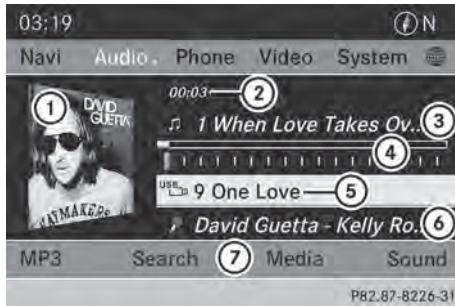 03:19 N
Navi Audio Phone Video System
00:03 2
1 DAVID GUETTA
1 When Love Takes Ov.. 3
4
USB 9 One Love 5
David Guetta - Kelly Ro.. 6
MP3 Search 7 Media Sound
P82.87-8226-31